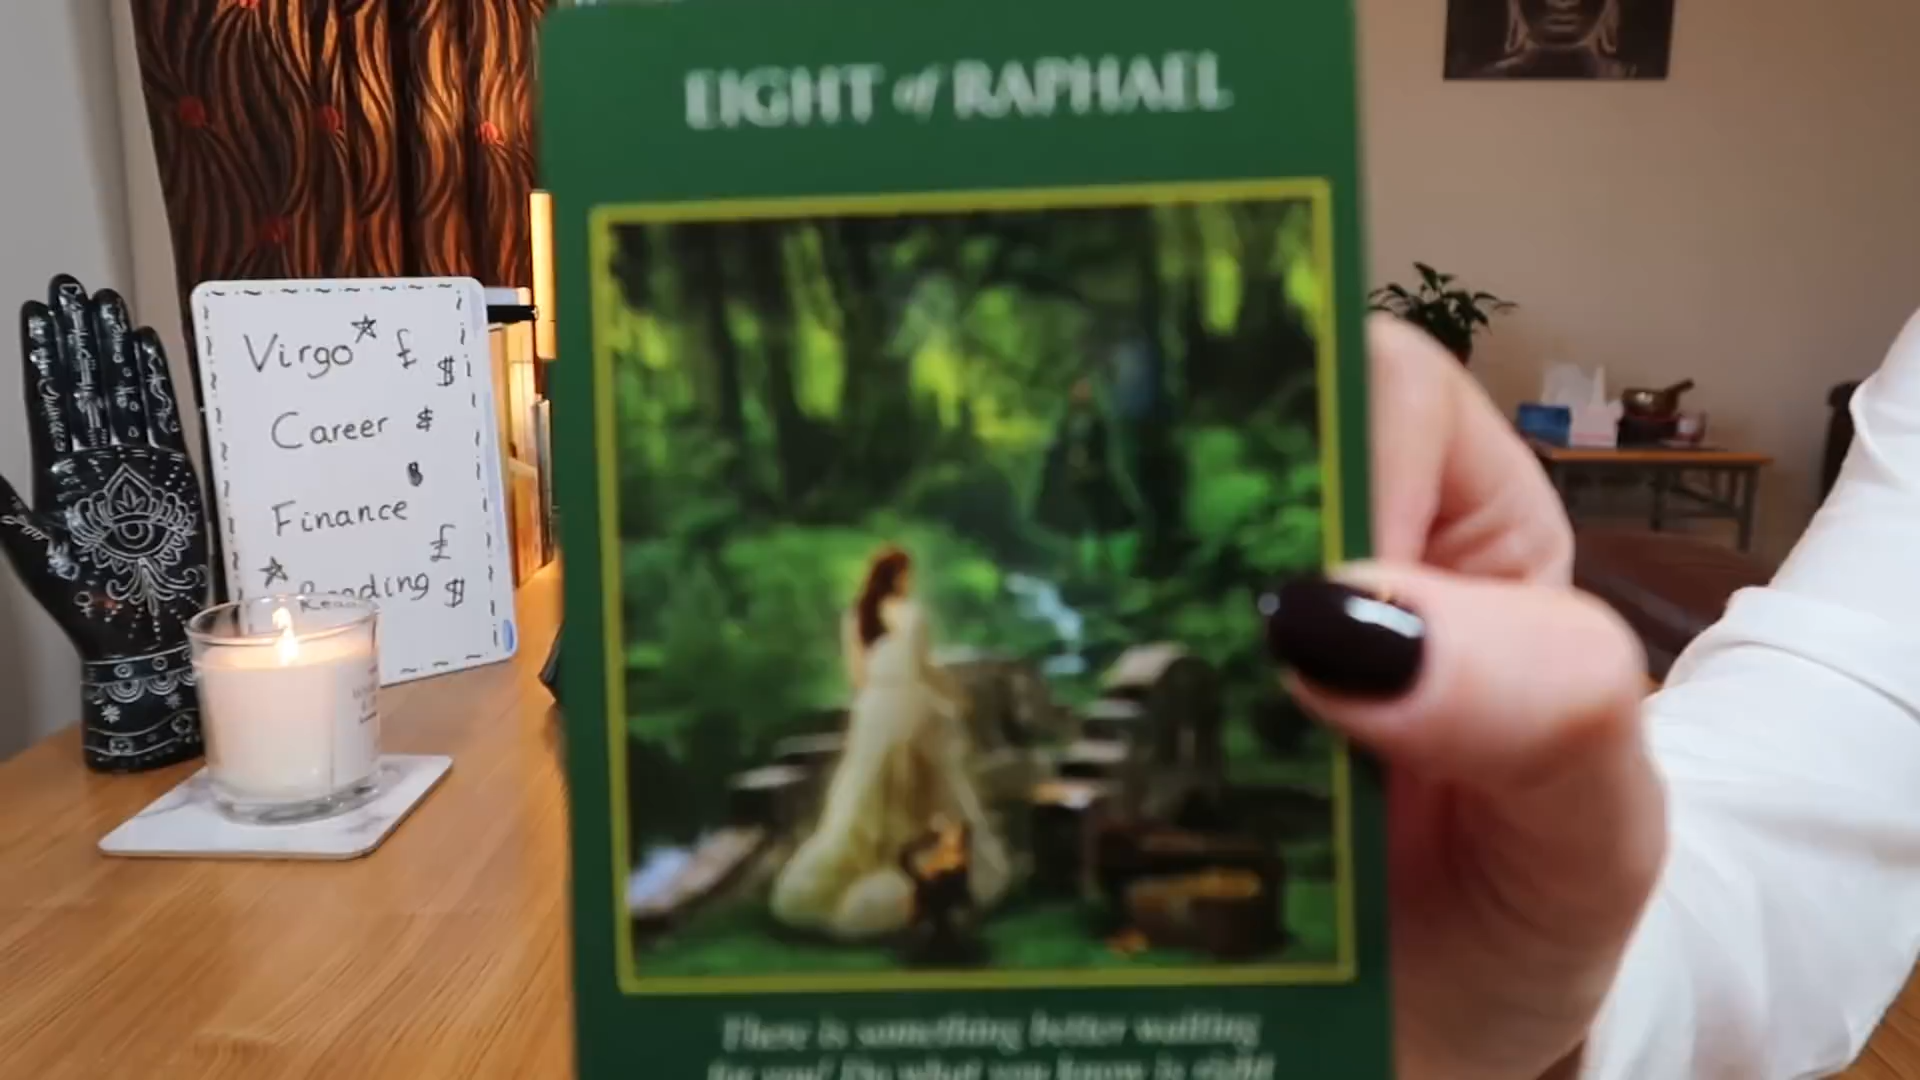 EIGHT of RAPHAEL
Virgo £
$
Career &
Finance
£
Reading $
There is something better waiting
for you! Do what you know is right